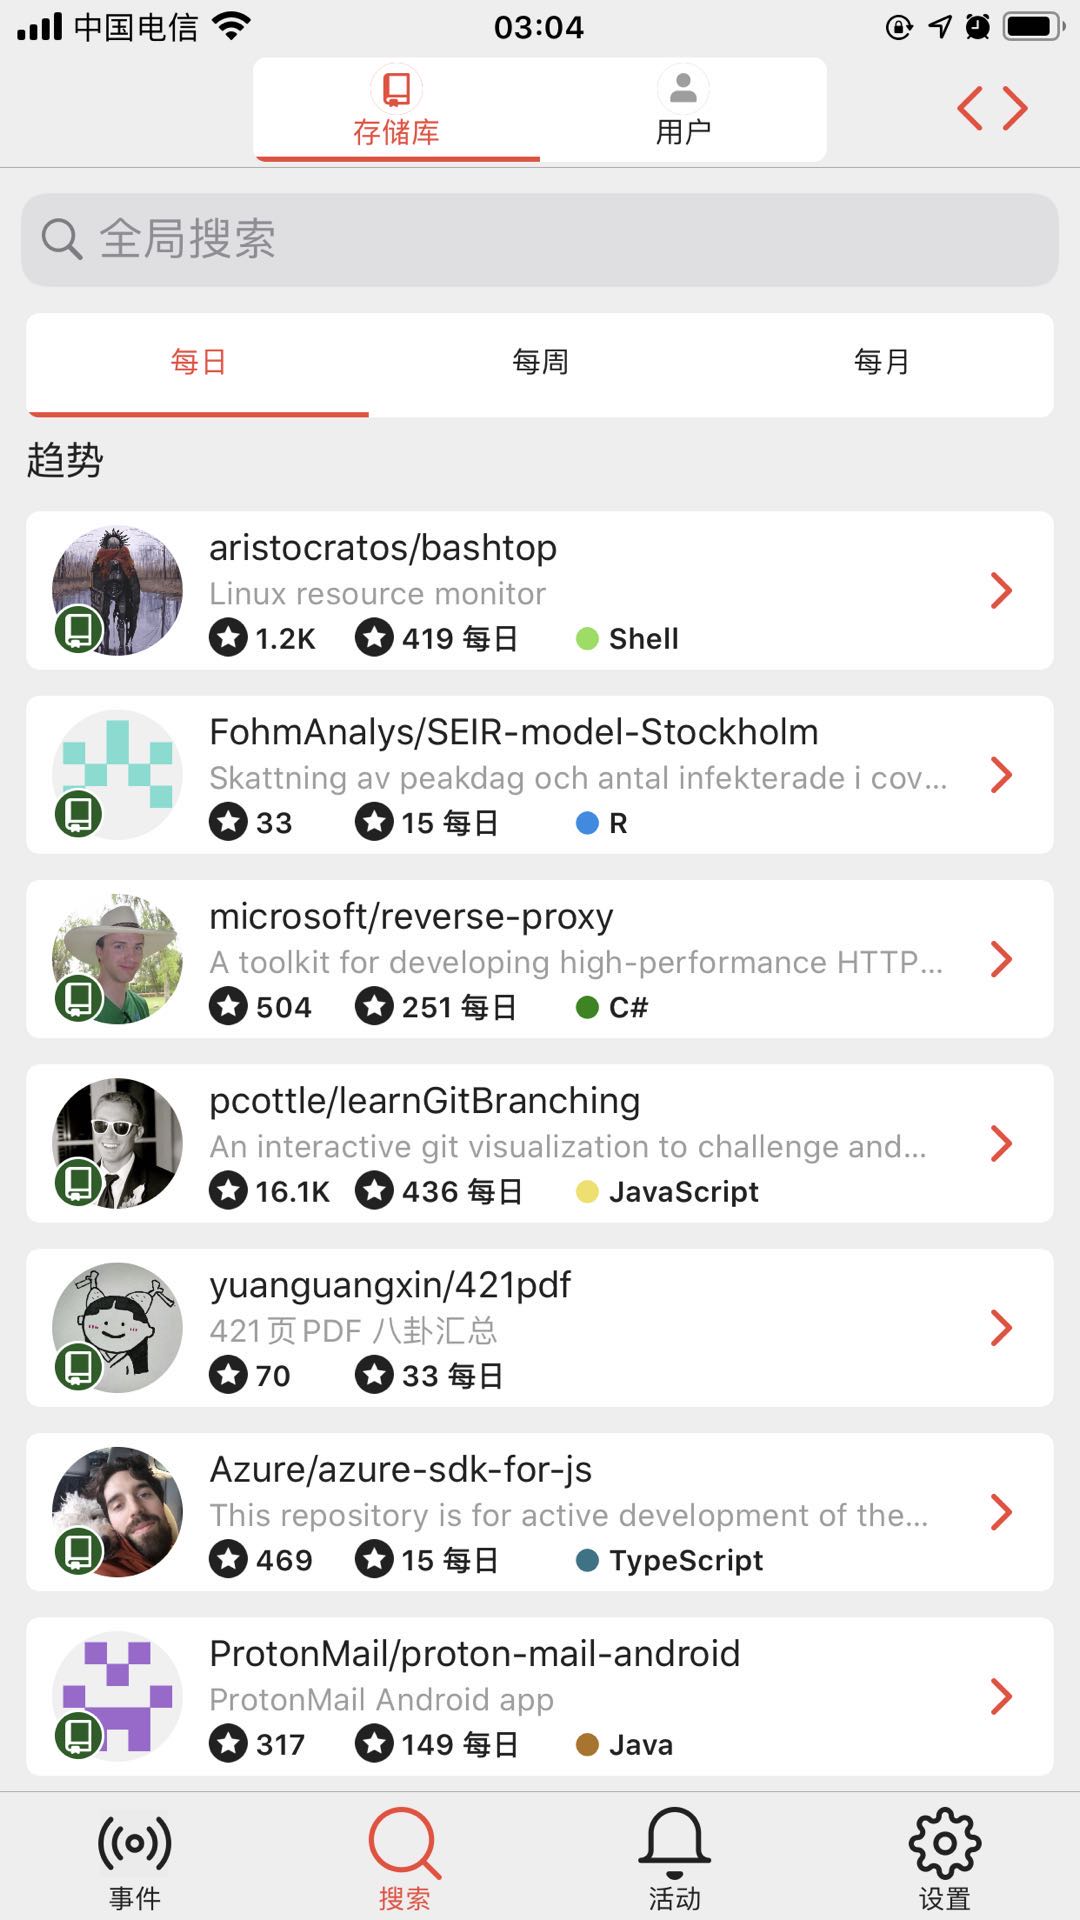 中国电信 03:04
存储库 用户
全局搜索
每日 每周 每月
趋势
aristocratos/bashtop
Linux resource monitor
1.2K 419 每日 Shell
FohmAnalys/SEIR-model-Stockholm
Skattning av peakdag och antal infekterade i cov...
33 15 每日 R
microsoft/reverse-proxy
A toolkit for developing high-performance HTTP...
504 251 每日 C#
pcottle/learnGitBranching
An interactive git visualization to challenge and...
16.1K 436 每日 JavaScript
yuanguangxin/421pdf
421页PDF 八卦汇总
70 33 每日
Azure/azure-sdk-for-js
This repository is for active development of the...
469 15 每日 TypeScript
ProtonMail/proton-mail-android
ProtonMail Android app
317 149 每日 Java
事件 搜索 活动 设置